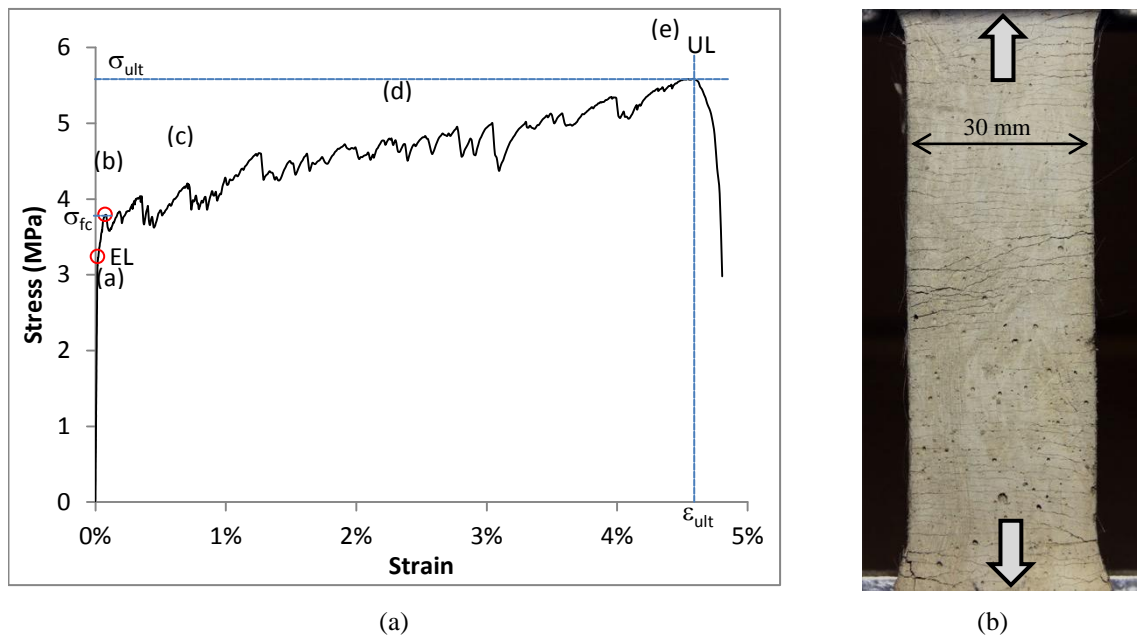 6
5
4
3
2
1
0
Stress (MPa)
σult
σfc
(a)
EL
(b)
(c)
(d)
(e)
UL
εult
0%
1%
2%
3%
4%
5%
Strain
(a)
30 mm
(b)